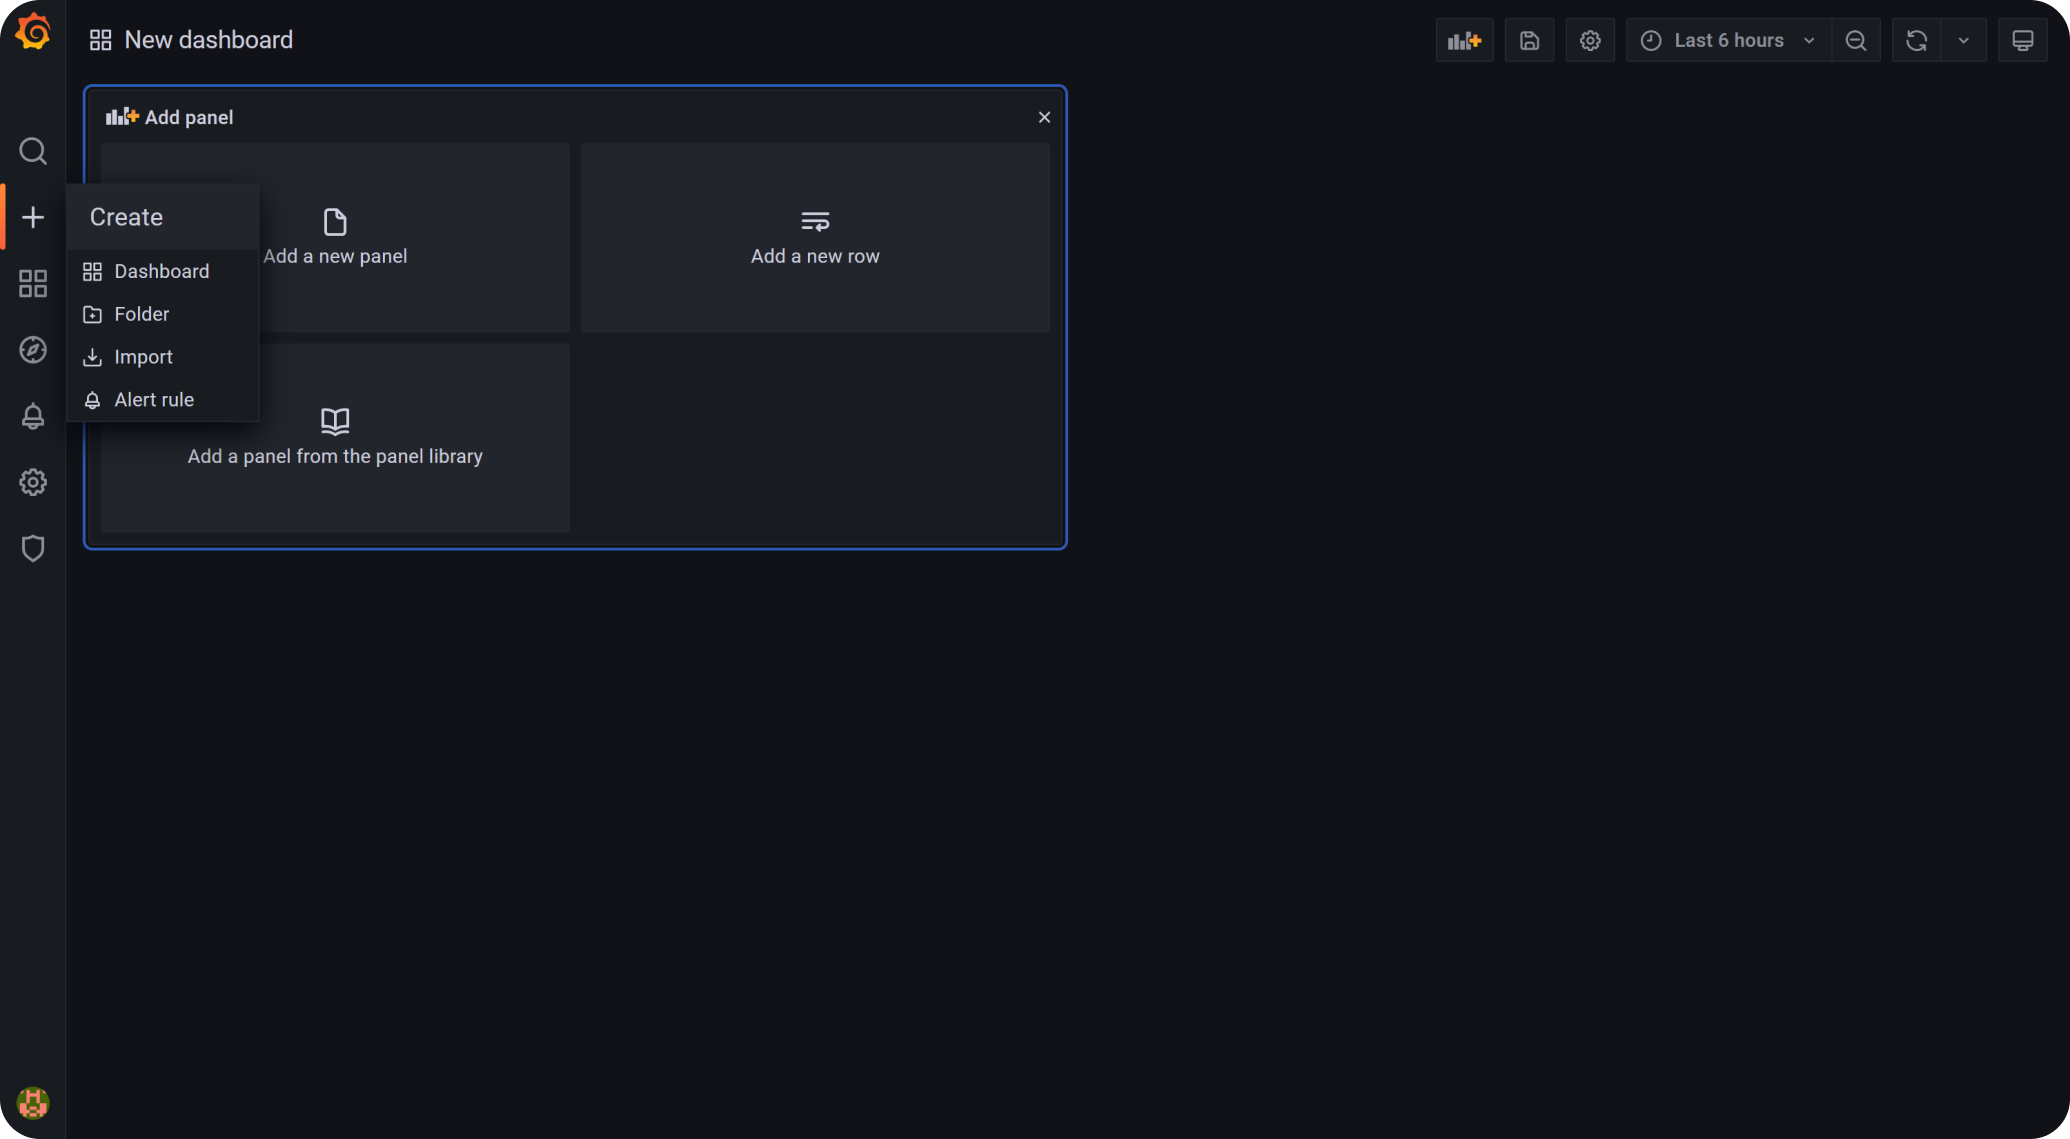 New dashboard
Last 6 hours
Add panel
Create
Dashboard
Folder
Import
Alert rule
Add a new panel
Add a new row
Add a panel from the panel library